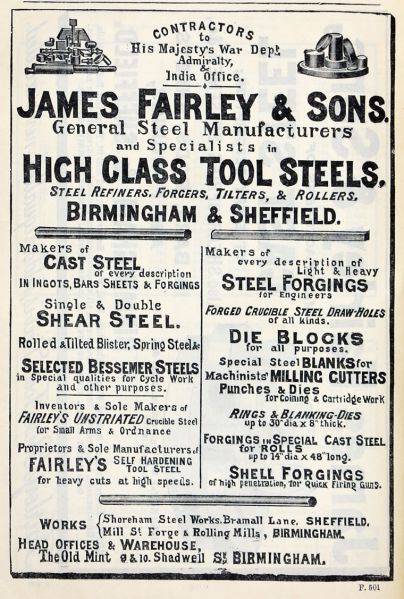 CONTRACTORS
to
His Majesty's War Dept.
Admiralty,
&
India Office.
JAMES FAIRLEY & SONS.
General Steel Manufacturers
and Specialists in
HIGH CLASS TOOL STEELS,
STEEL REFINERS, FORGERS, TILTERS, & ROLLERS,
BIRMINGHAM & SHEFFIELD.
Makers of
CAST STEEL
of every description
IN INGOTS, BARS SHEETS & FORGINGS
Single & Double
SHEAR STEEL.
Rolled & Tilted Blister, Spring Steel &c
SELECTED BESSEMER STEELS
in Special qualities for Cycle Work
and other purposes.
Inventors & Sole Makers of
FAIRLEY'S UNSTRIATED Crucible Steel
for Small Arms & Ordnance
Proprietors & Sole Manufacturers of
FAIRLEY'S SELF HARDENING
TOOL STEEL
for heavy cuts at high speeds.
Makers of
every description of
Light & Heavy
STEEL FORGINGS
for Engineers
FORGED CRUCIBLE STEEL DRAW-HOLES
of all kinds.
DIE BLOCKS
for all purposes.
Special Steel BLANKS for
Machinists' MILLING CUTTERS
Punches & Dies
for Coining & Cartridge Work
RINGS & BLANKING-DIES
up to 30" dia x 8" thick.
FORGINGS IN SPECIAL CAST STEEL
for ROLLS
up to 14" dia x 48" long.
SHELL FORGINGS
of high penetration, for Quick Firing Guns.
WORKS { Shoreham Steel Works, Bramall Lane, SHEFFIELD.
Mill St. Forge & Rolling Mills, BIRMINGHAM.
HEAD OFFICES & WAREHOUSE,
The Old Mint 9 & 10. Shadwell St. BIRMINGHAM.
F. 501